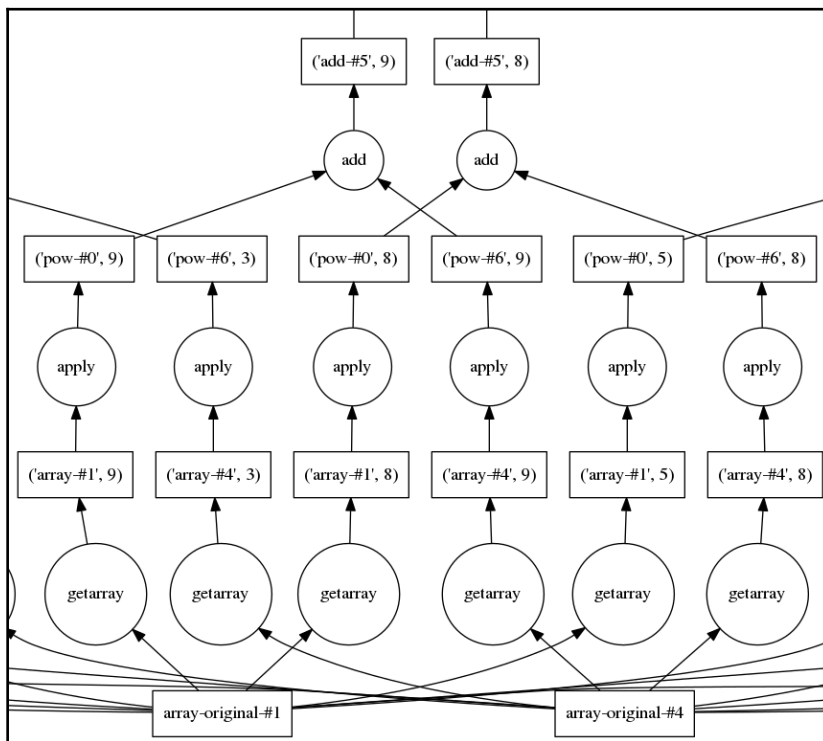 ('add-#5', 9)
('add-#5', 8)
add
add
('pow-#0', 9)
('pow-#6', 3)
('pow-#0', 8)
('pow-#6', 9)
('pow-#0', 5)
('pow-#6', 8)
apply
apply
apply
apply
apply
apply
('array-#1', 9)
('array-#4', 3)
('array-#1', 8)
('array-#4', 9)
('array-#1', 5)
('array-#4', 8)
getarray
getarray
getarray
getarray
getarray
getarray
array-original-#1
array-original-#4